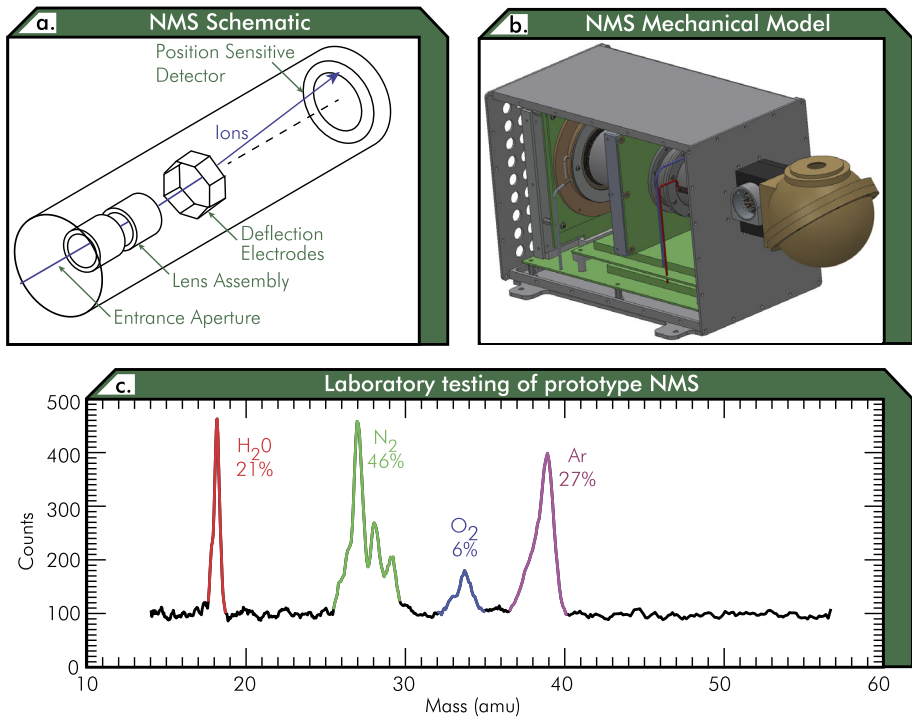 a.
NMS Schematic
Position Sensitive
Detector
Ions
Deflection
Electrodes
Lens Assembly
Entrance Aperture
b.
NMS Mechanical Model
c.
Laboratory testing of prototype NMS
Counts
500
400
300
200
100
0
H20
21%
N2
46%
O2
6%
Ar
27%
10
20
30
40
50
60
Mass (amu)